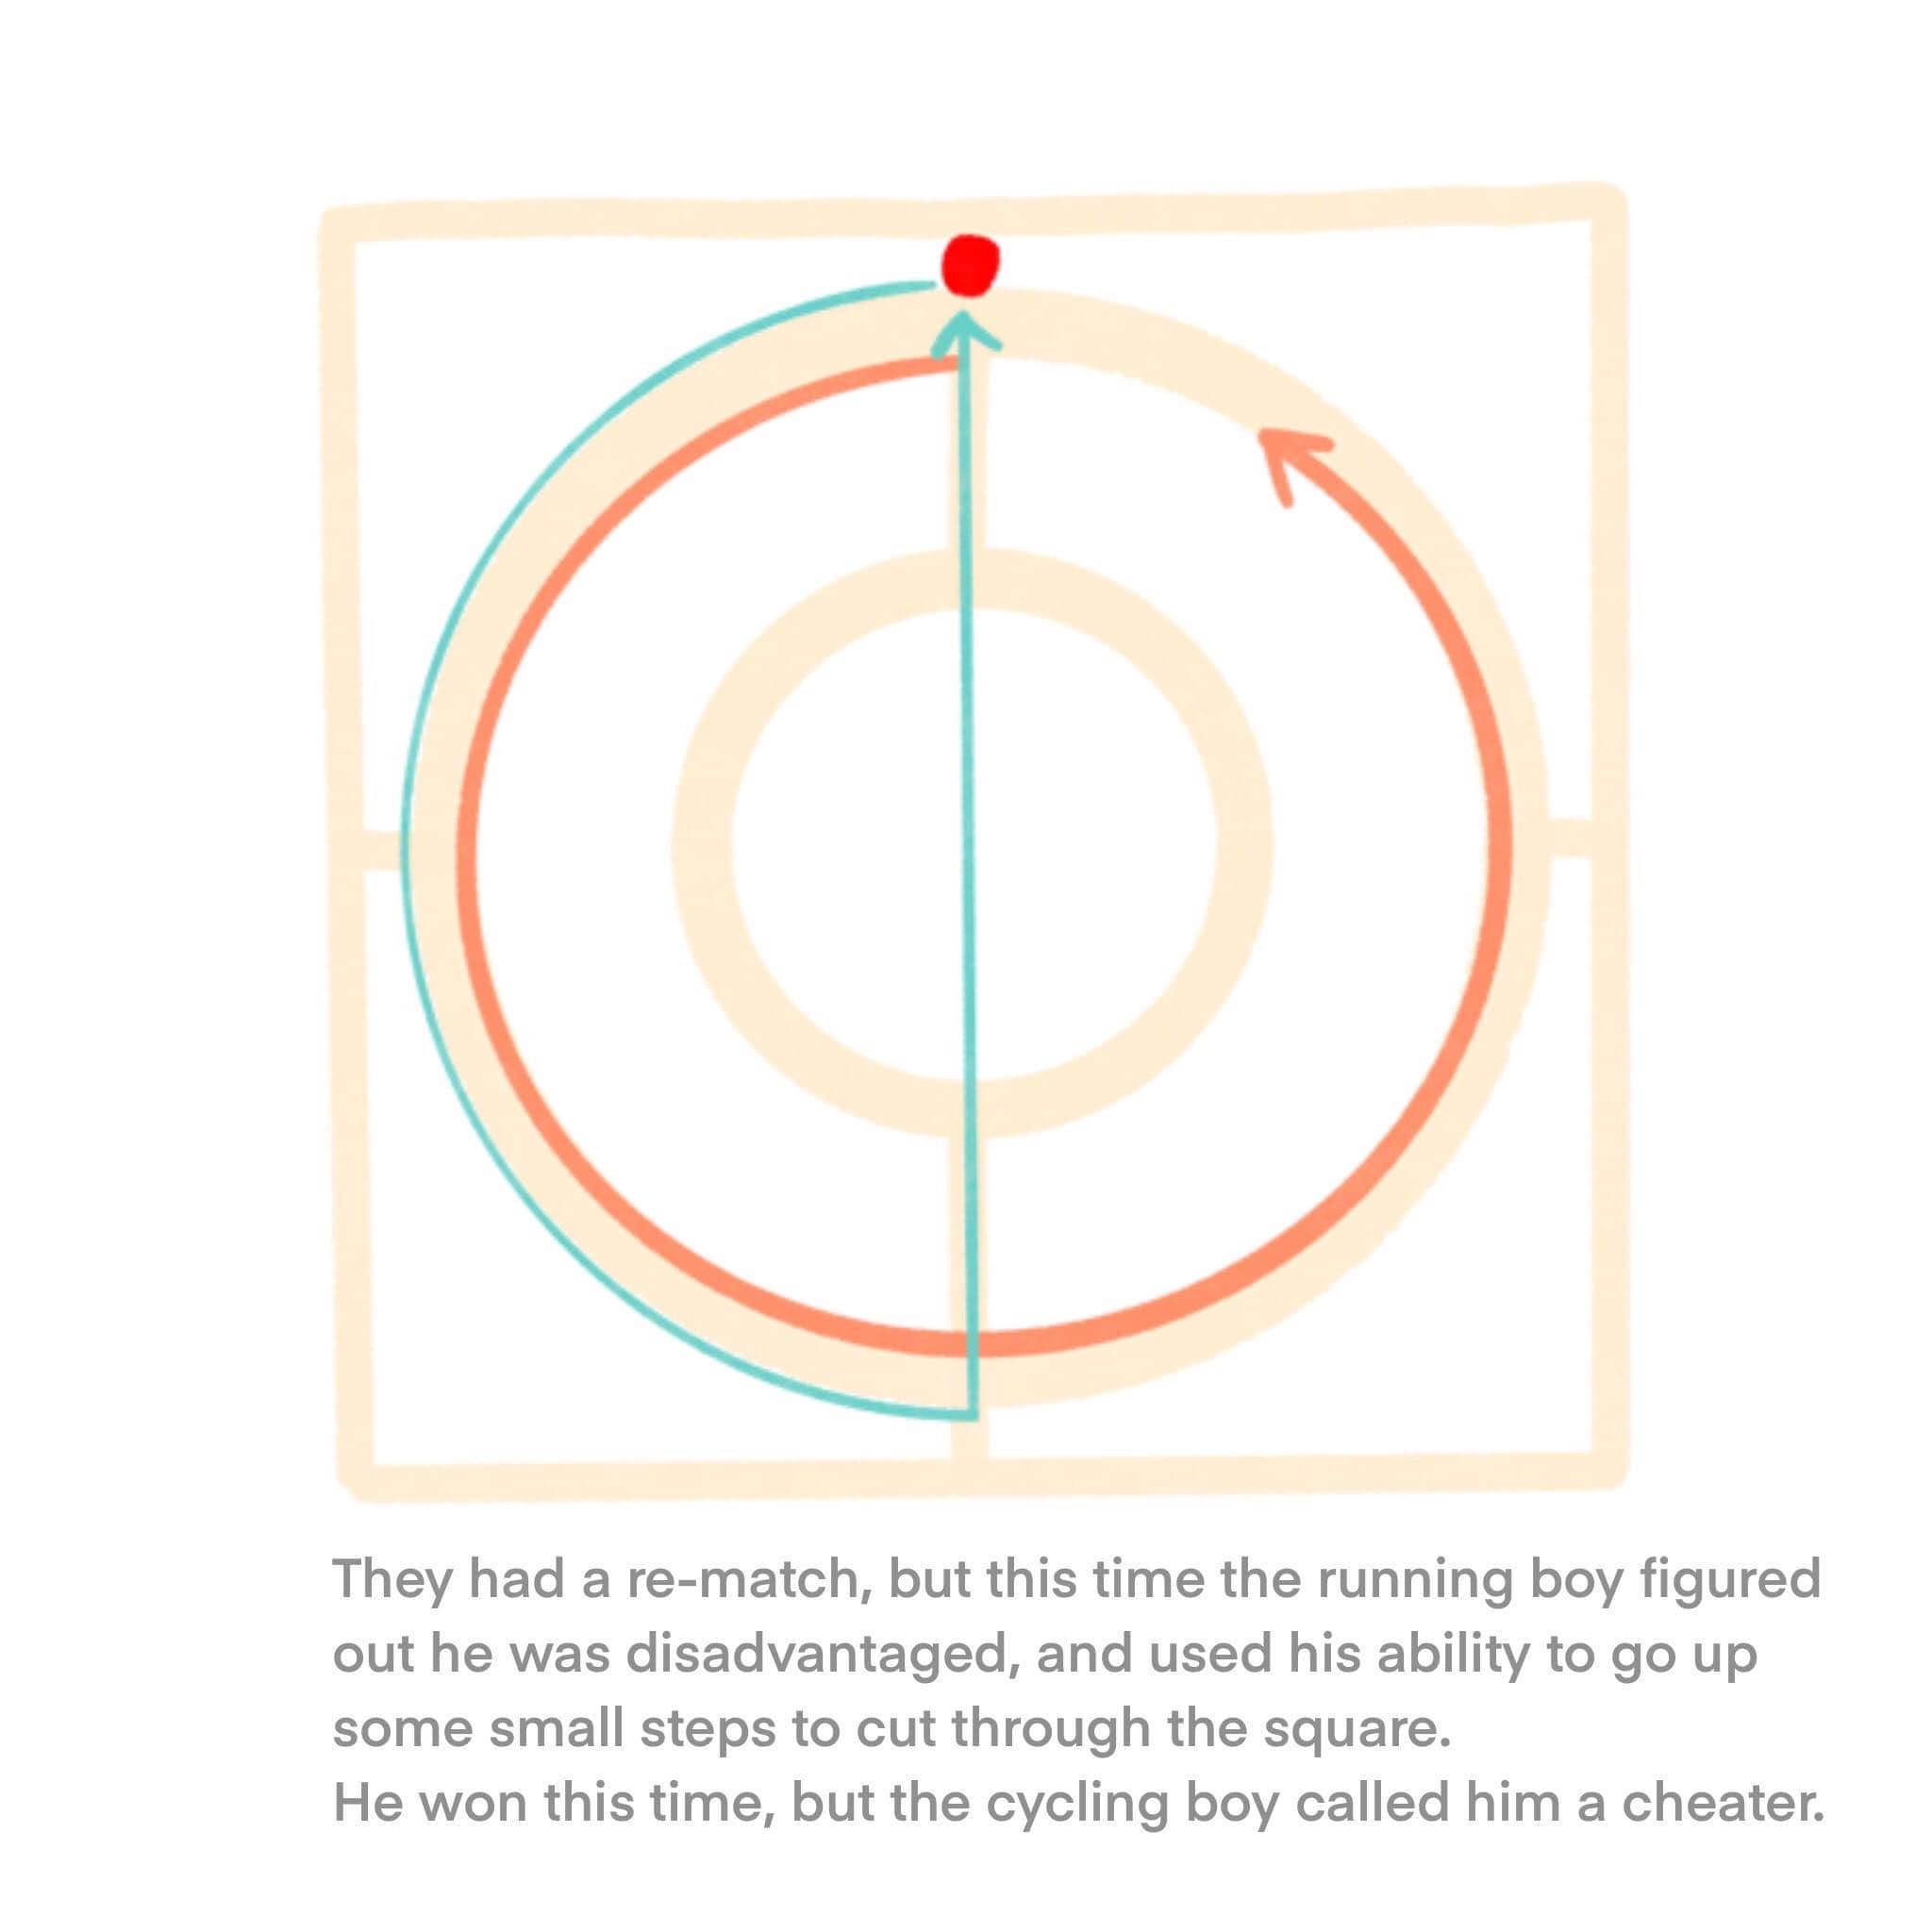 They had a re-match, but this time the running boy figured
out he was disadvantaged, and used his ability to go up
some small steps to cut through the square.
He won this time, but the cycling boy called him a cheater.